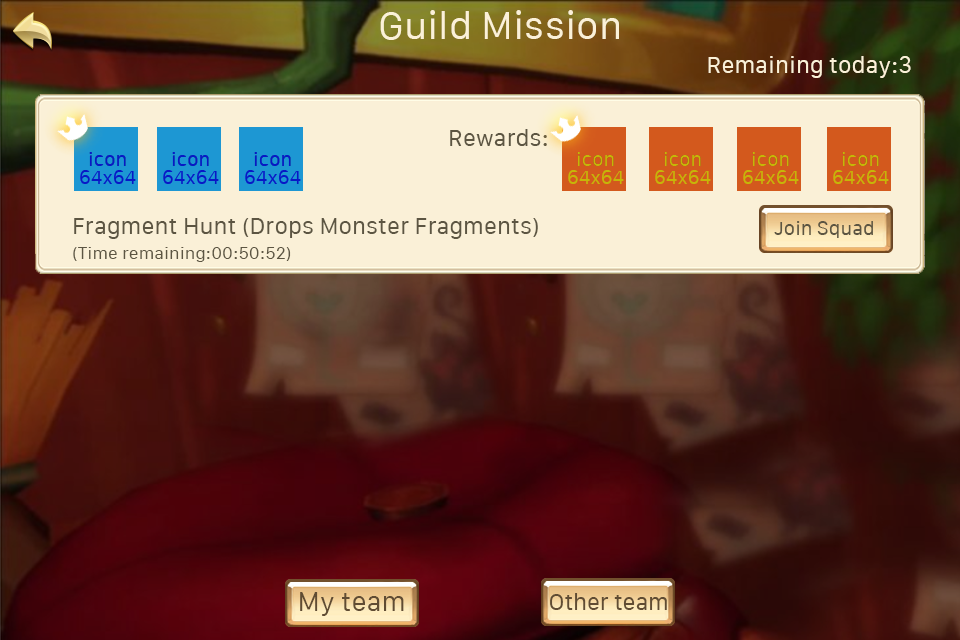 Guild Mission
Remaining today:3
icon
64x64
icon
64x64
icon
64x64
Rewards:
icon
64x64
icon
64x64
icon
64x64
icon
64x64
Fragment Hunt (Drops Monster Fragments)
(Time remaining:00:50:52)
Join Squad
My team
Other team